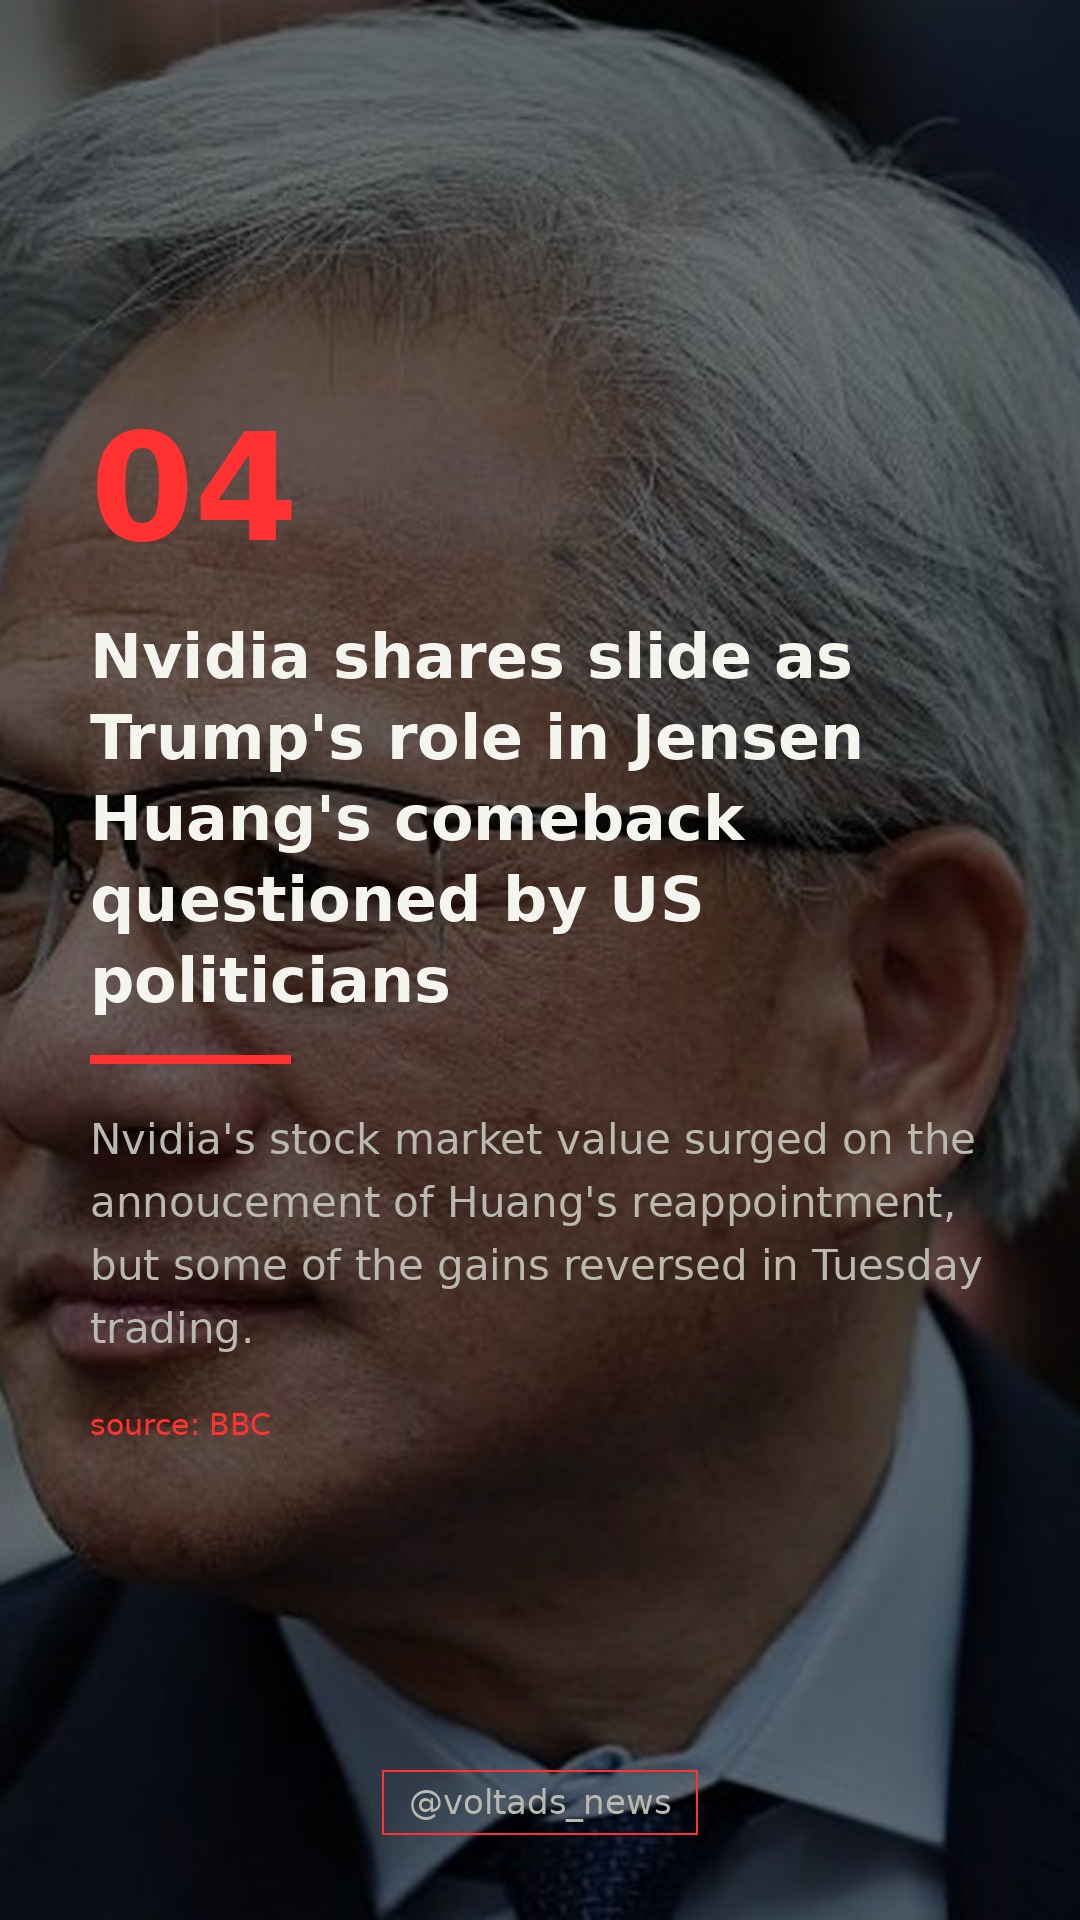 04
Nvidia shares slide as
Trump's role in Jensen
Huang's comeback
questioned by US
politicians
Nvidia's stock market value surged on the
annoucement of Huang's reappointment,
but some of the gains reversed in Tuesday
trading.
source: BBC
@voltads_news